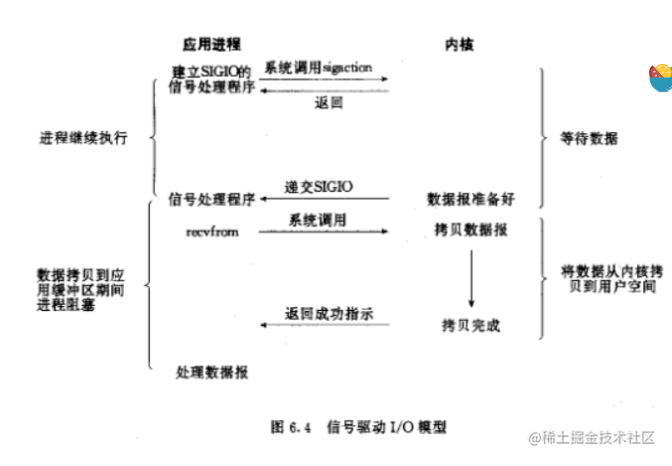 应用进程
内核
建立SIGIO的
信号处理程序
系统调用sigaction
返回
进程继续执行
等待数据
信号处理程序
递交SIGIO
数据报准备好
recvfrom
系统调用
拷贝数据报
数据拷贝到应
用缓冲区期间
进程阻塞
将数据从内核拷
贝到用户空间
返回成功指示
拷贝完成
处理数据报
图 6.4 信号驱动 I/O 模型
@稀土掘金技术社区